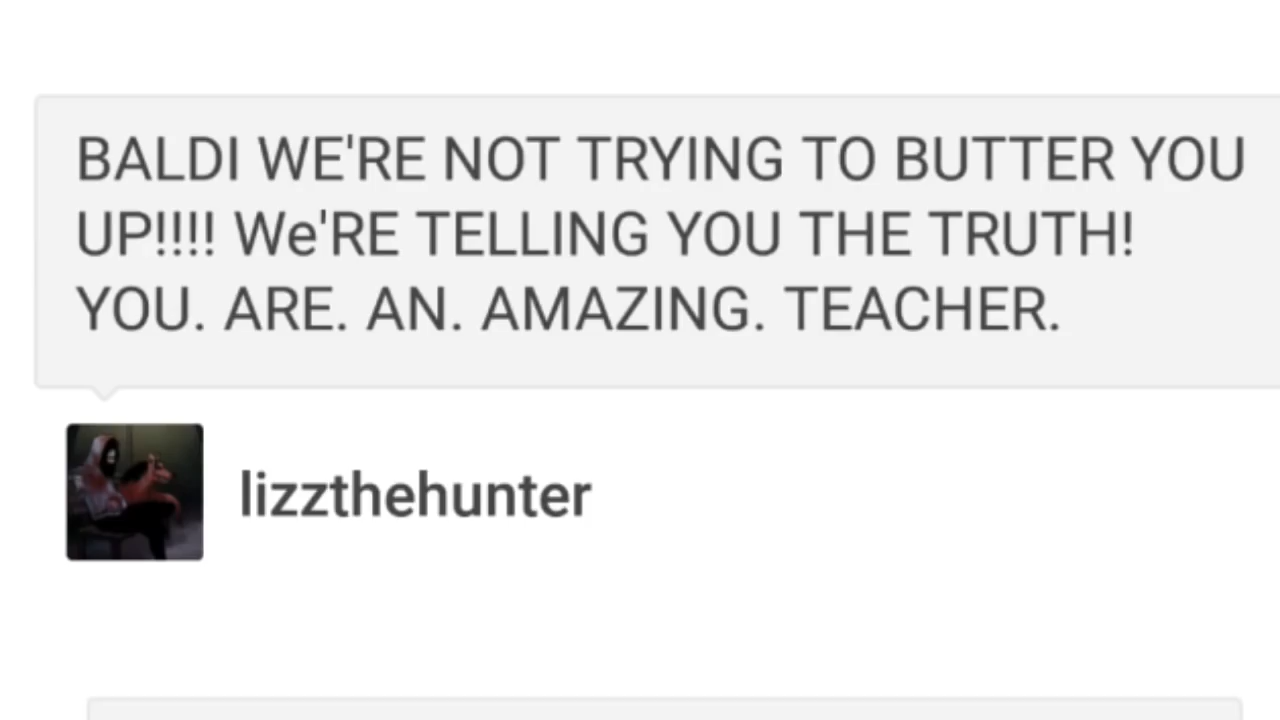 BALDI WE'RE NOT TRYING TO BUTTER YOU
UP!!!! We'RE TELLING YOU THE TRUTH!
YOU. ARE. AN. AMAZING. TEACHER.
lizzthehunter